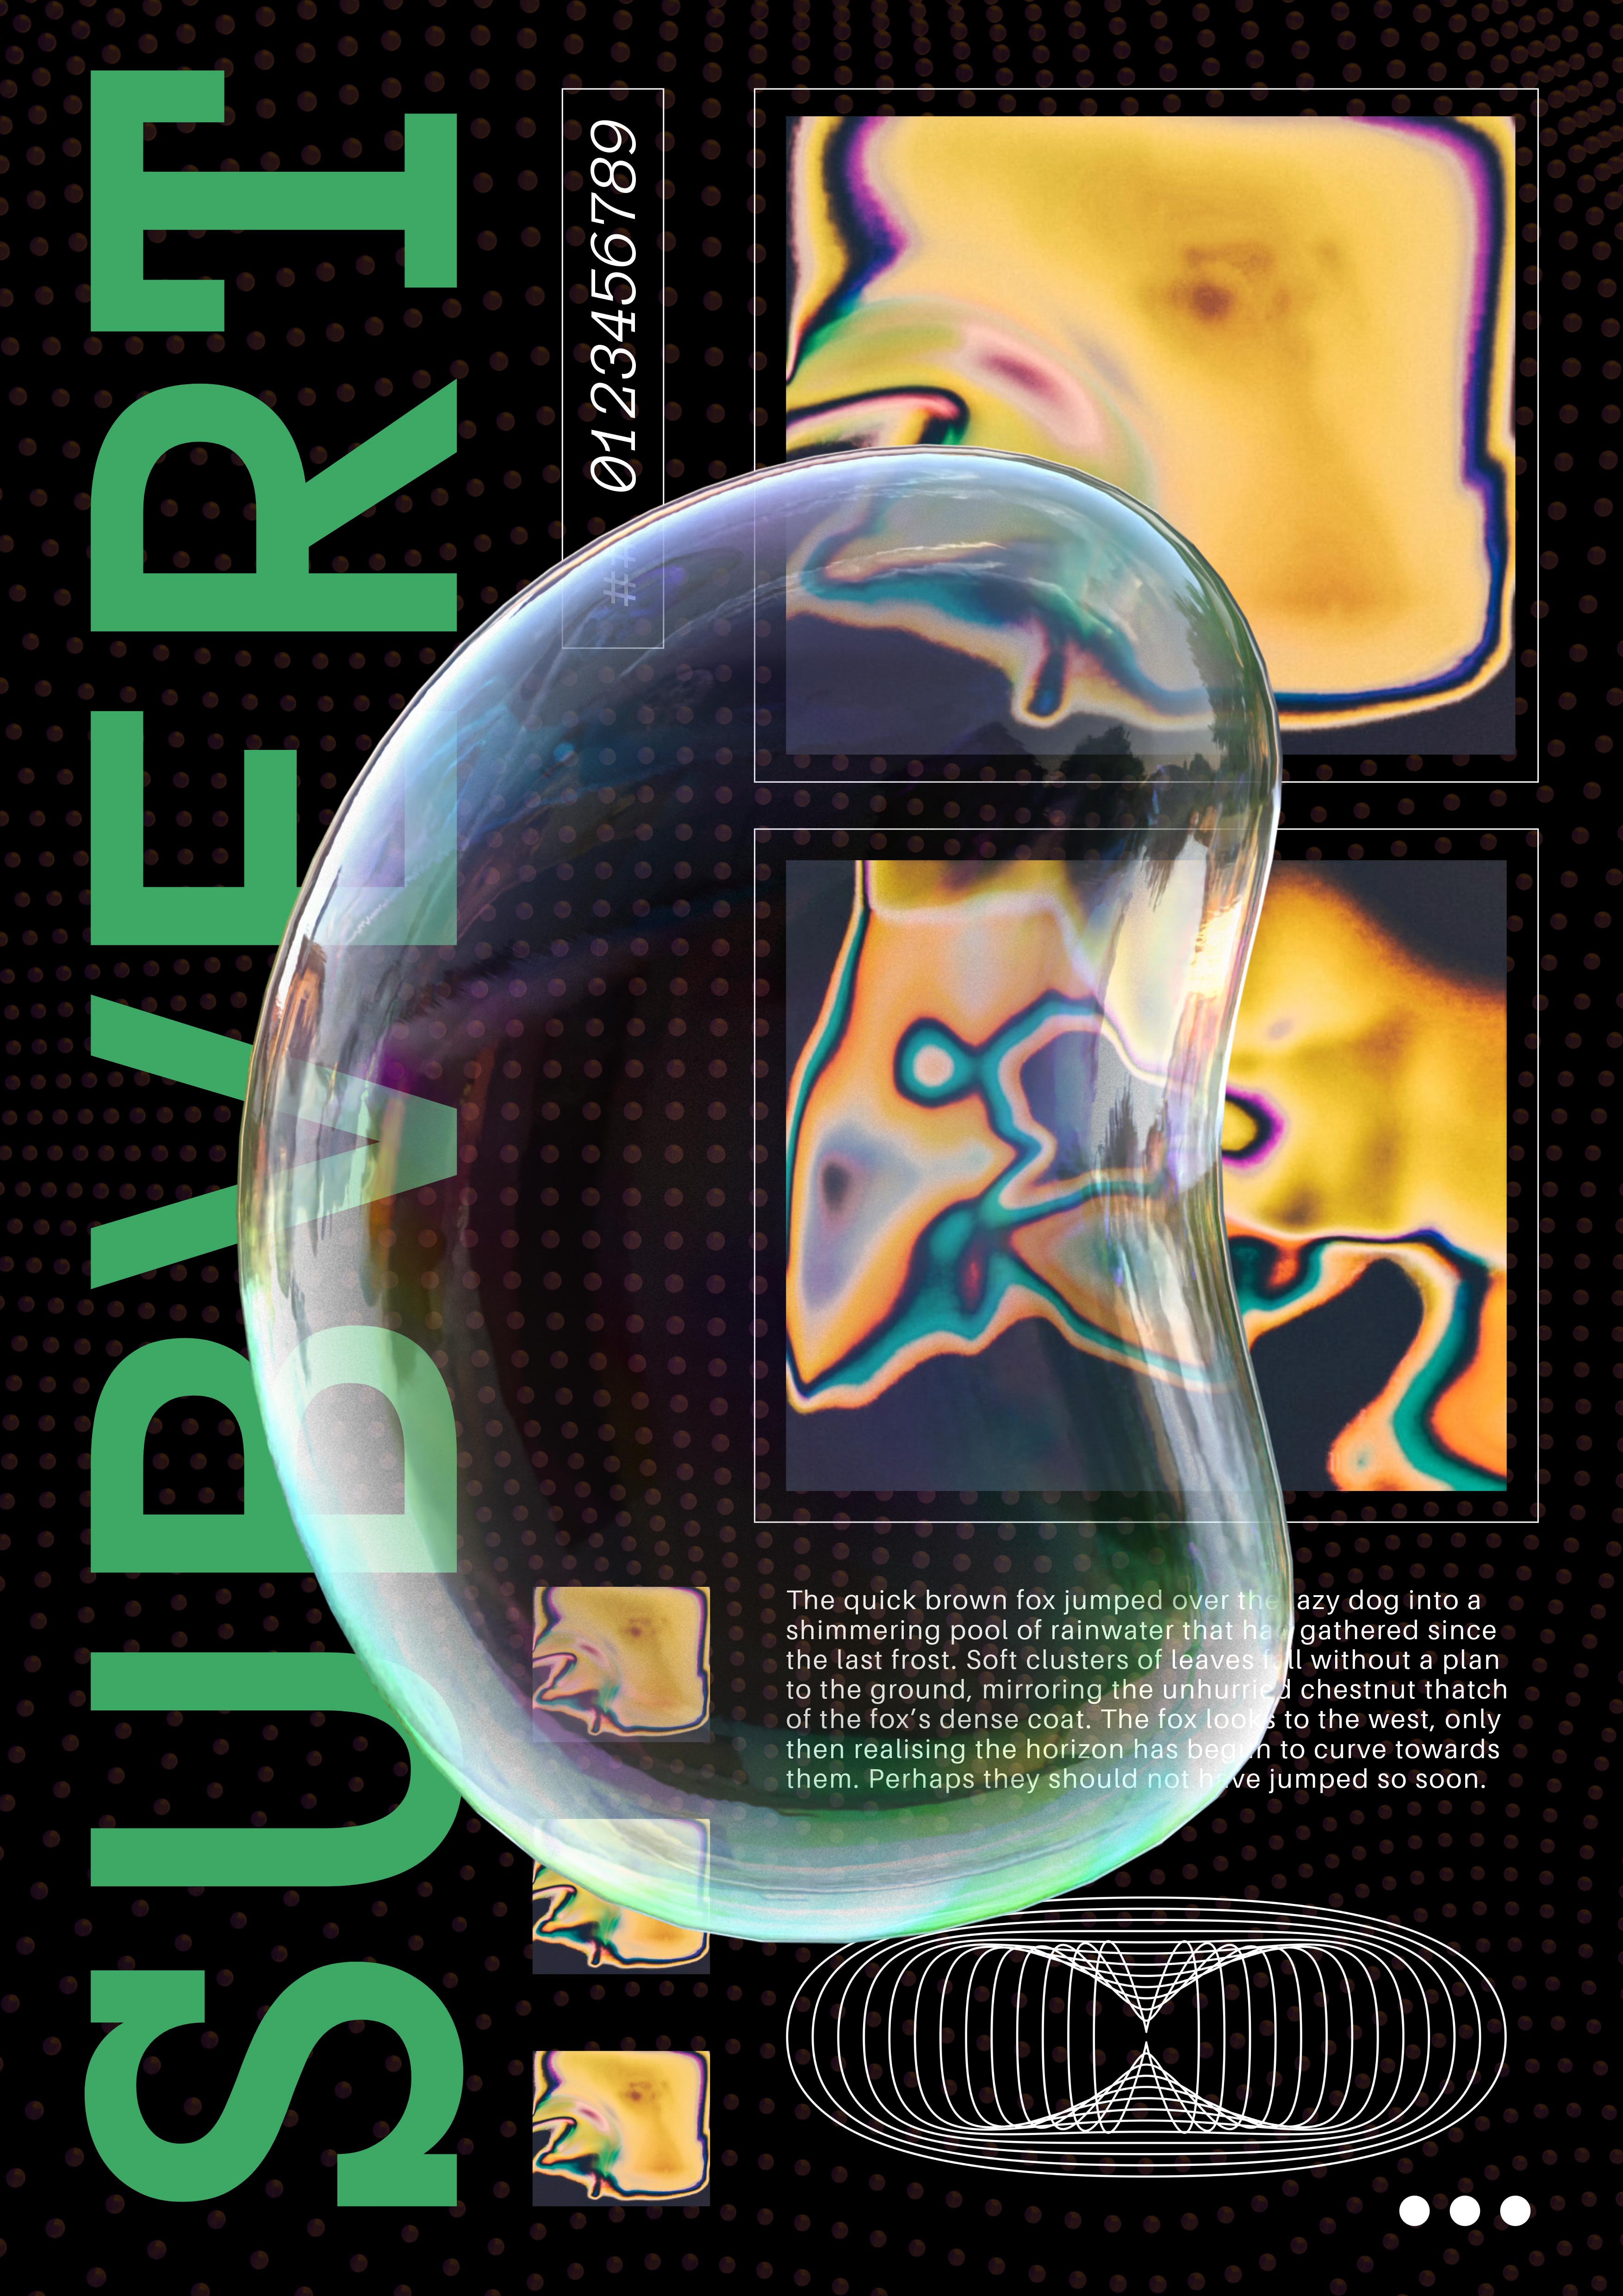 SUBVERT
0123456789
The quick brown fox jumped over the lazy dog into a
shimmering pool of rainwater that had gathered since
the last frost. Soft clusters of leaves fall without a plan
to the ground, mirroring the unhurried chestnut thatch
of the fox’s dense coat. The fox looks to the west, only
then realising the horizon has begun to curve towards
them. Perhaps they should not have jumped so soon.